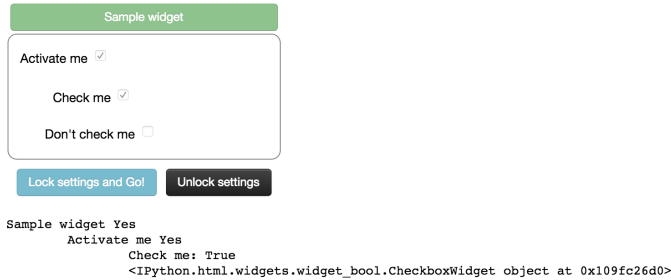 Sample widget
Activate me
Check me
Don't check me
Lock settings and Go! Unlock settings
Sample widget Yes
Activate me Yes
Check me: True
<IPython.html.widgets.widget_bool.CheckboxWidget object at 0x109fc26d0>